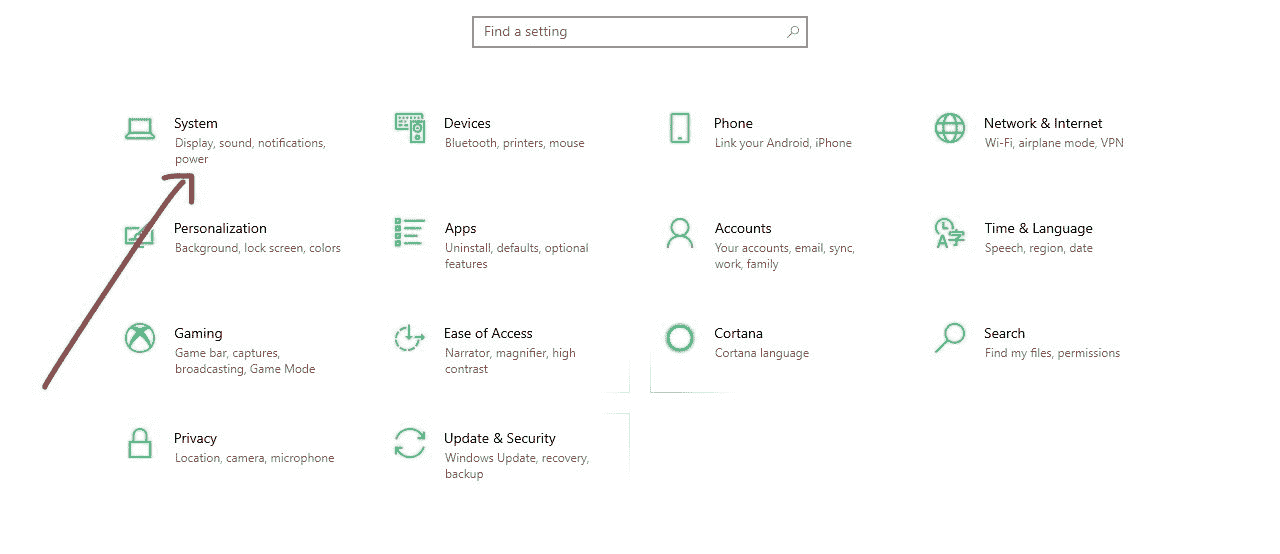 Find a setting
System
Display, sound, notifications,
power
Devices
Bluetooth, printers, mouse
Phone
Link your Android, iPhone
Network & Internet
Wi-Fi, airplane mode, VPN
Personalization
Background, lock screen, colors
Apps
Uninstall, defaults, optional
features
Accounts
Your accounts, email, sync,
work, family
Time & Language
Speech, region, date
Gaming
Game bar, captures,
broadcasting, Game Mode
Ease of Access
Narrator, magnifier, high
contrast
Cortana
Cortana language
Search
Find my files, permissions
Privacy
Location, camera, microphone
Update & Security
Windows Update, recovery,
backup